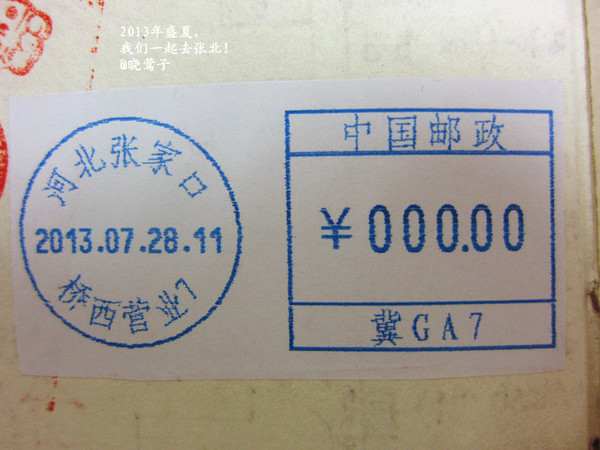 2013年盛夏,
我们一起去张北!
@晓莺子
河北张家口
2013.07.28.11
桥西营业7
中国邮政
¥000.00
冀GA7